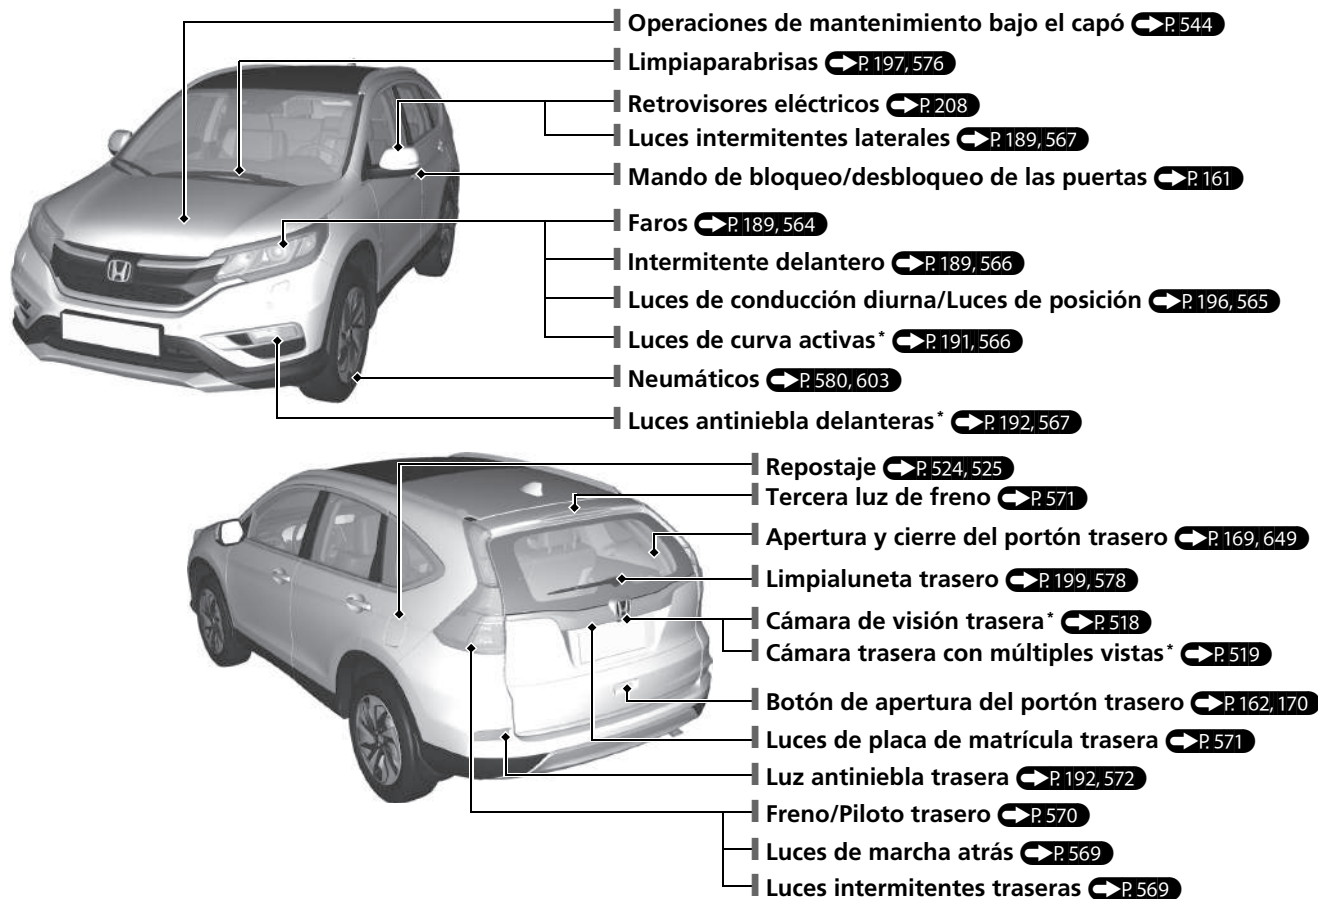 Operaciones de mantenimiento bajo el capó P. 544
Limpiaparabrisas P. 197, 576
Retrovisores eléctricos P. 208
Luces intermitentes laterales P. 189, 567
Mando de bloqueo/desbloqueo de las puertas P. 161
Faros P. 189, 564
Intermitente delantero P. 189, 566
Luces de conducción diurna/Luces de posición P. 196, 565
Luces de curva activas* P. 191, 566
Neumáticos P. 580, 603
Luces antiniebla delanteras* P. 192, 567
Repostaje P. 524, 525
Tercera luz de freno P. 571
Apertura y cierre del portón trasero P. 169, 649
Limpialuneta trasero P. 199, 578
Cámara de visión trasera* P. 518
Cámara trasera con múltiples vistas* P. 519
Botón de apertura del portón trasero P. 162, 170
Luces de placa de matrícula trasera P. 571
Luz antiniebla trasera P. 192, 572
Freno/Piloto trasero P. 570
Luces de marcha atrás P. 569
Luces intermitentes traseras P. 569